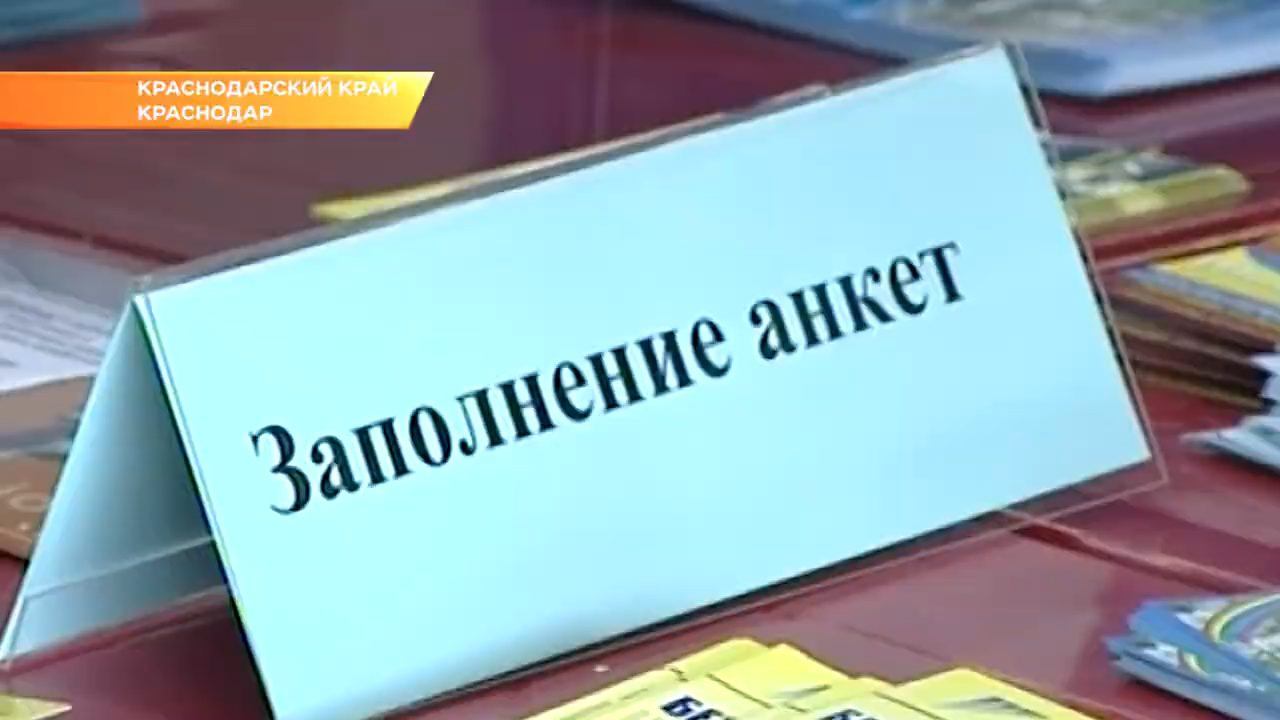 КРАСНОДАРСКИЙ КРАЙ
КРАСНОДАР
Заполнение анкет